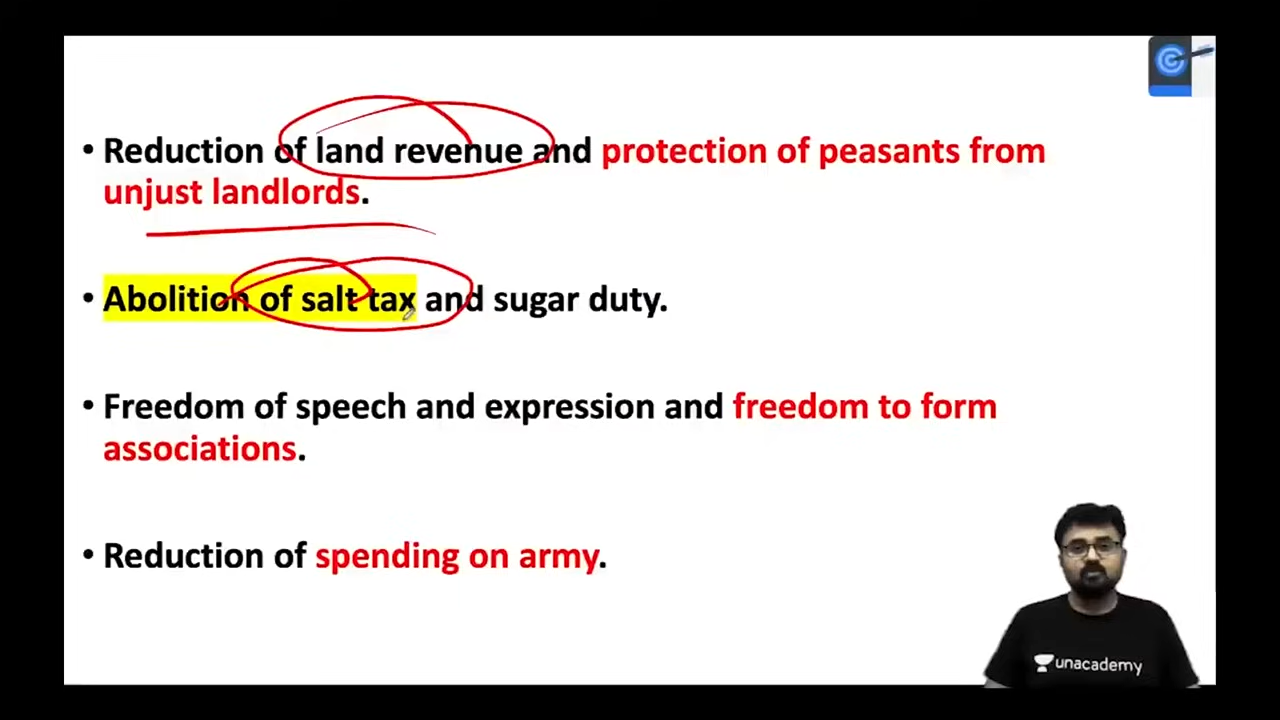 • Reduction of land revenue and protection of peasants from
unjust landlords.
• Abolition of salt tax and sugar duty.
• Freedom of speech and expression and freedom to form
associations.
• Reduction of spending on army.
unacademy